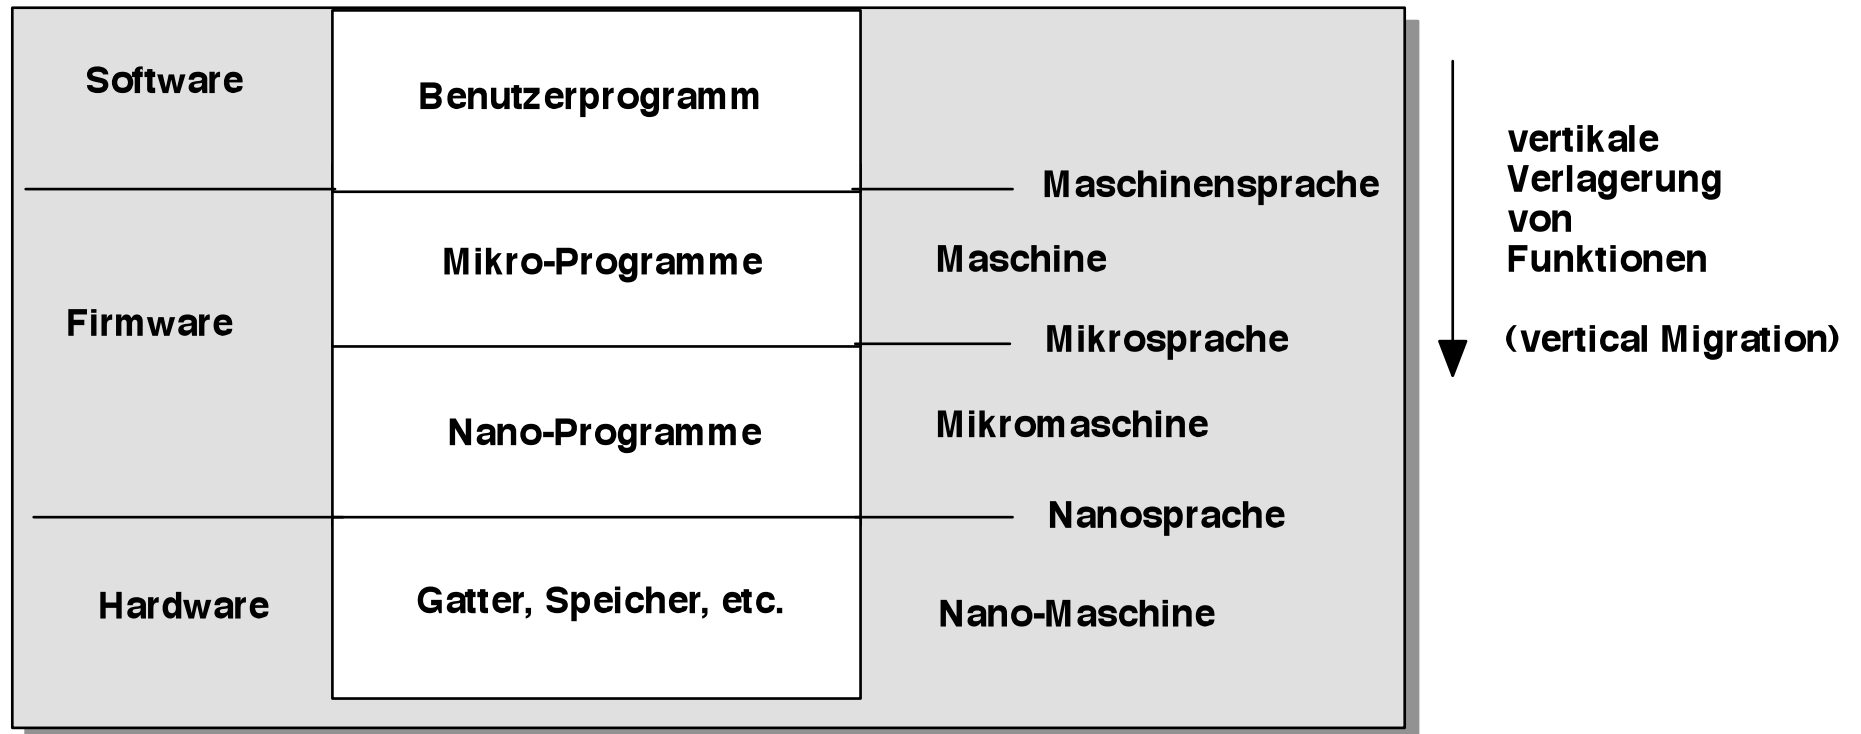 Software
Benutzerprogramm
Maschinensprache
Mikro-Programme
Maschine
Firmware
Mikrosprache
Nano-Programme
Mikromaschine
Nanosprache
Hardware
Gatter, Speicher, etc.
Nano-Maschine
vertikale
Verlagerung
von
Funktionen
(vertical Migration)